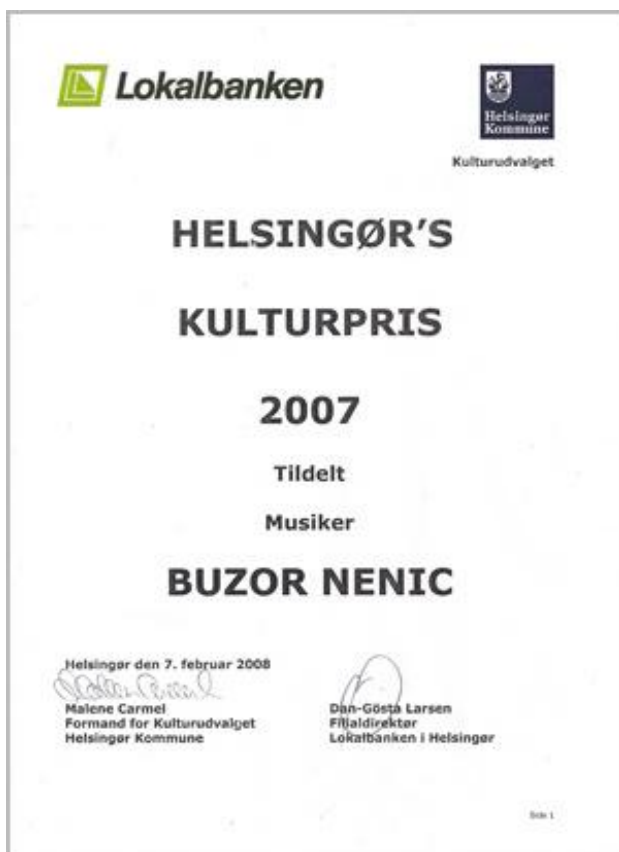 Lokalbanken
Helsingør
Kommune
Kulturudvalget
HELSINGØR'S
KULTURPRIS
2007
Tildelt
Musiker
BUZOR NENIC
Helsingør den 7. februar 2008
Malene Carmel
Formand for Kulturudvalget
Helsingør Kommune
Dan-Gösta Larsen
Filialdirektør
Lokalbanken i Helsingør
Side 1